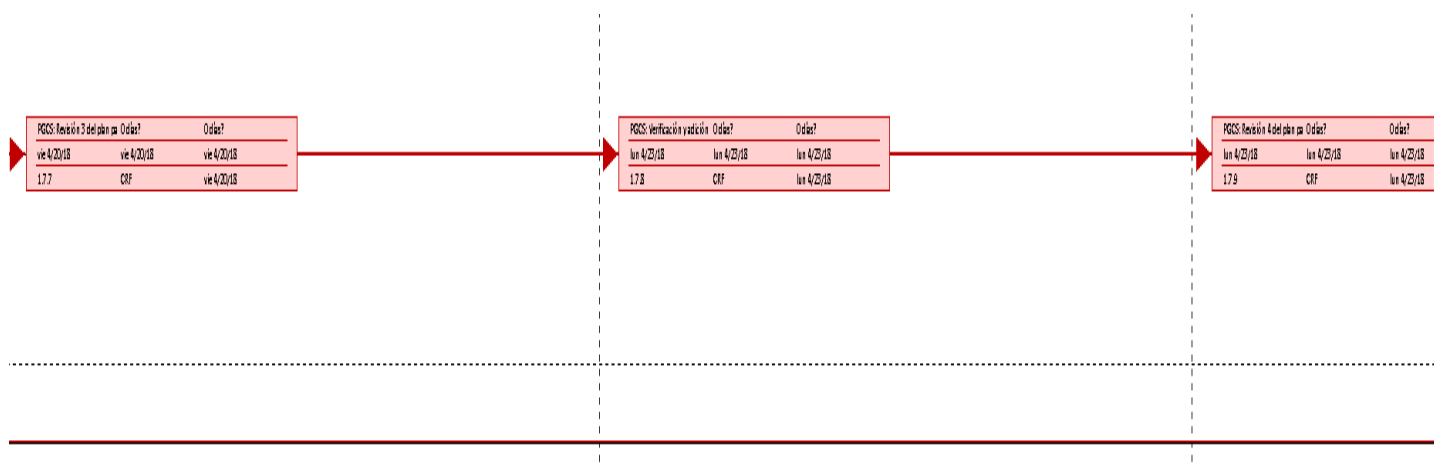 PGCS: Revisión 3 del plan pa 0 días? 0 días?
vie 4/20/18 vie 4/20/18 vie 4/20/18
1.7.7 CRF vie 4/20/18
PGCS: Verificación y adición 0 días? 0 días?
lun 4/23/18 lun 4/23/18 lun 4/23/18
1.7.8 CRF lun 4/23/18
PGCS: Revisión 4 del plan pa 0 días? 0 días?
lun 4/23/18 lun 4/23/18 lun 4/23/18
1.7.9 CRF lun 4/23/18